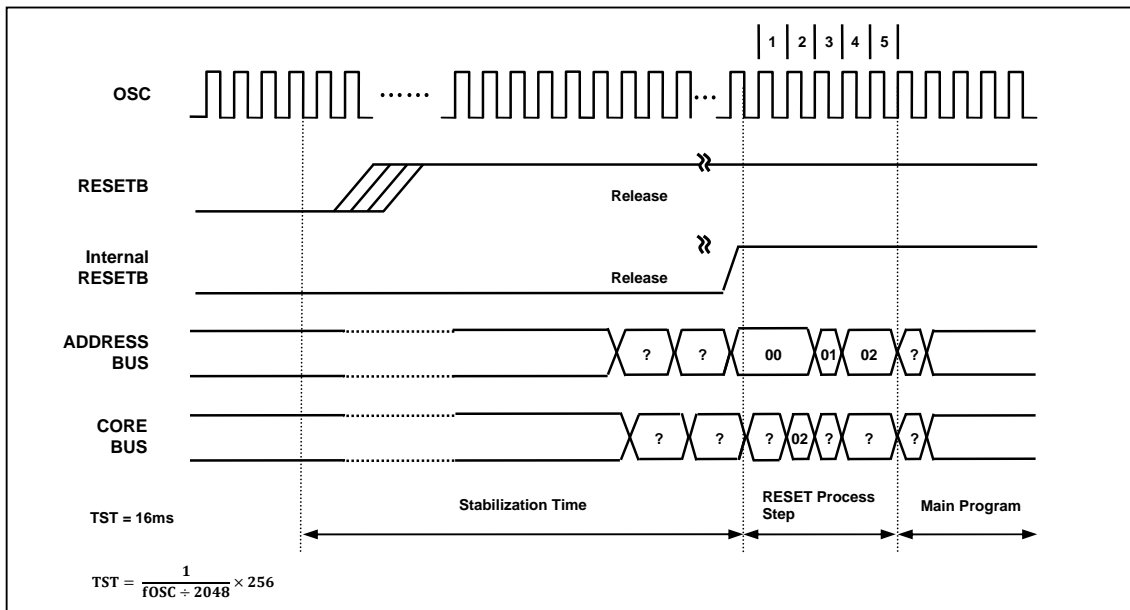 1 2 3 4 5
OSC
...... ...
RESETB
Release
Internal
RESETB
Release
ADDRESS
BUS
? ? 00 01 02 ?
CORE
BUS
? ? ? 02 ? ? ?
TST = 16ms
Stabilization Time
RESET Process
Step
Main Program
TST = 1 / fOSC ÷ 2048 × 256